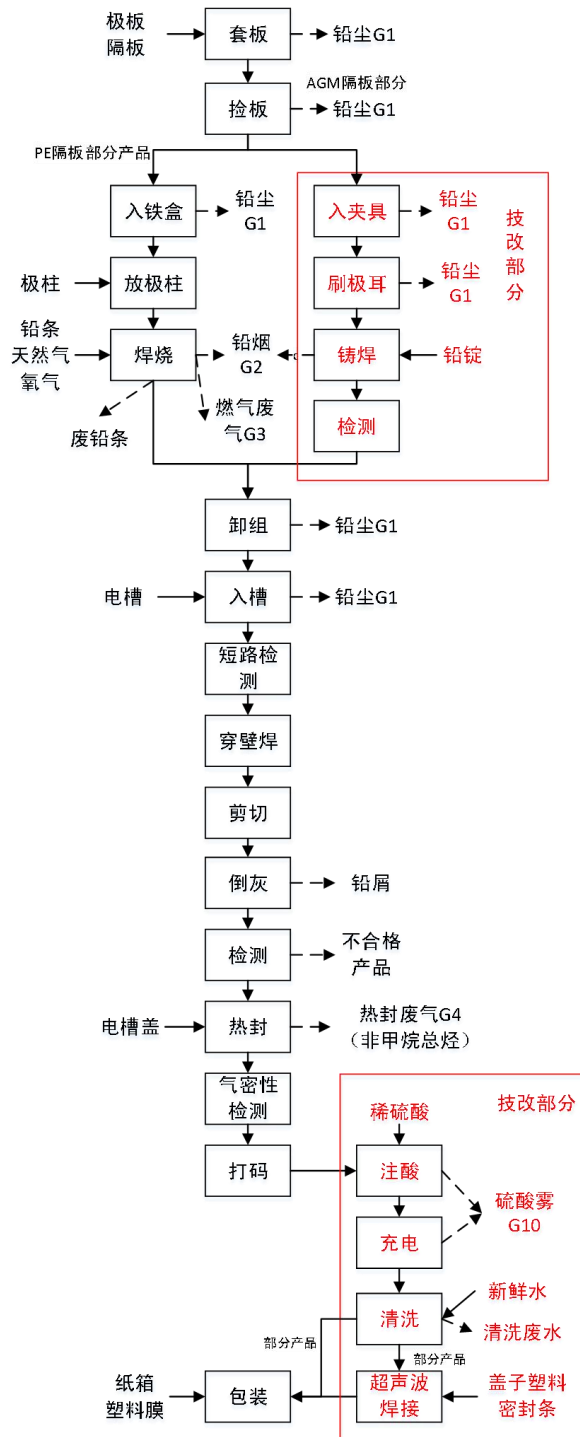 极板
隔板
套板
铅尘G1
捡板
AGM隔板部分
铅尘G1
PE隔板部分产品
入铁盒
铅尘
G1
入夹具
铅尘
G1
技
改
部
分
极柱
放极柱
刷极耳
铅尘
G1
铅条
天然气
氧气
焊烧
铅烟
G2
铸焊
铅锭
废铅条
燃气废
气G3
检测
卸组
铅尘G1
电槽
入槽
铅尘G1
短路检
测
穿壁焊
剪切
倒灰
铅屑
检测
不合格
产品
电槽盖
热封
热封废气G4
（非甲烷总烃）
气密性
检测
稀硫酸
技改部分
打码
注酸
硫酸雾
G10
充电
清洗
新鲜水
清洗废水
部分产品
部分产品
纸箱
塑料膜
包装
超声波
焊接
盖子塑料
密封条